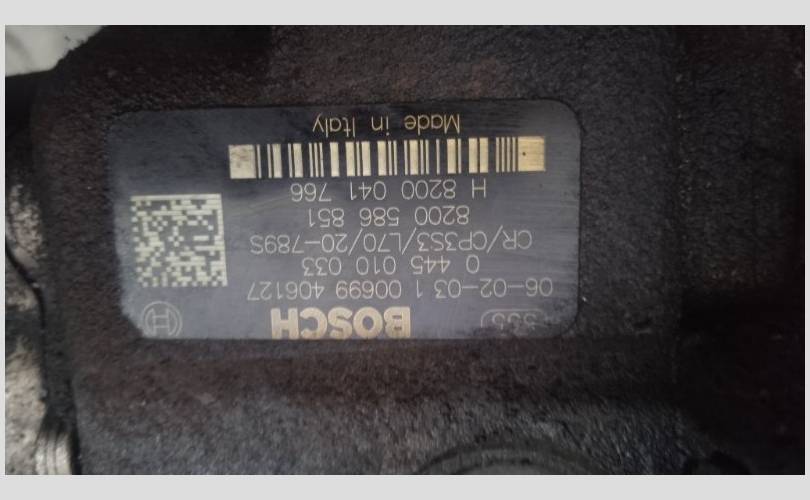 BOSCH
06-02-03 1 00699 406127
0 445 010 033
CR/CP3S3/L70/20-789S
8200 586 851
H 8200 041 766
Made in Italy